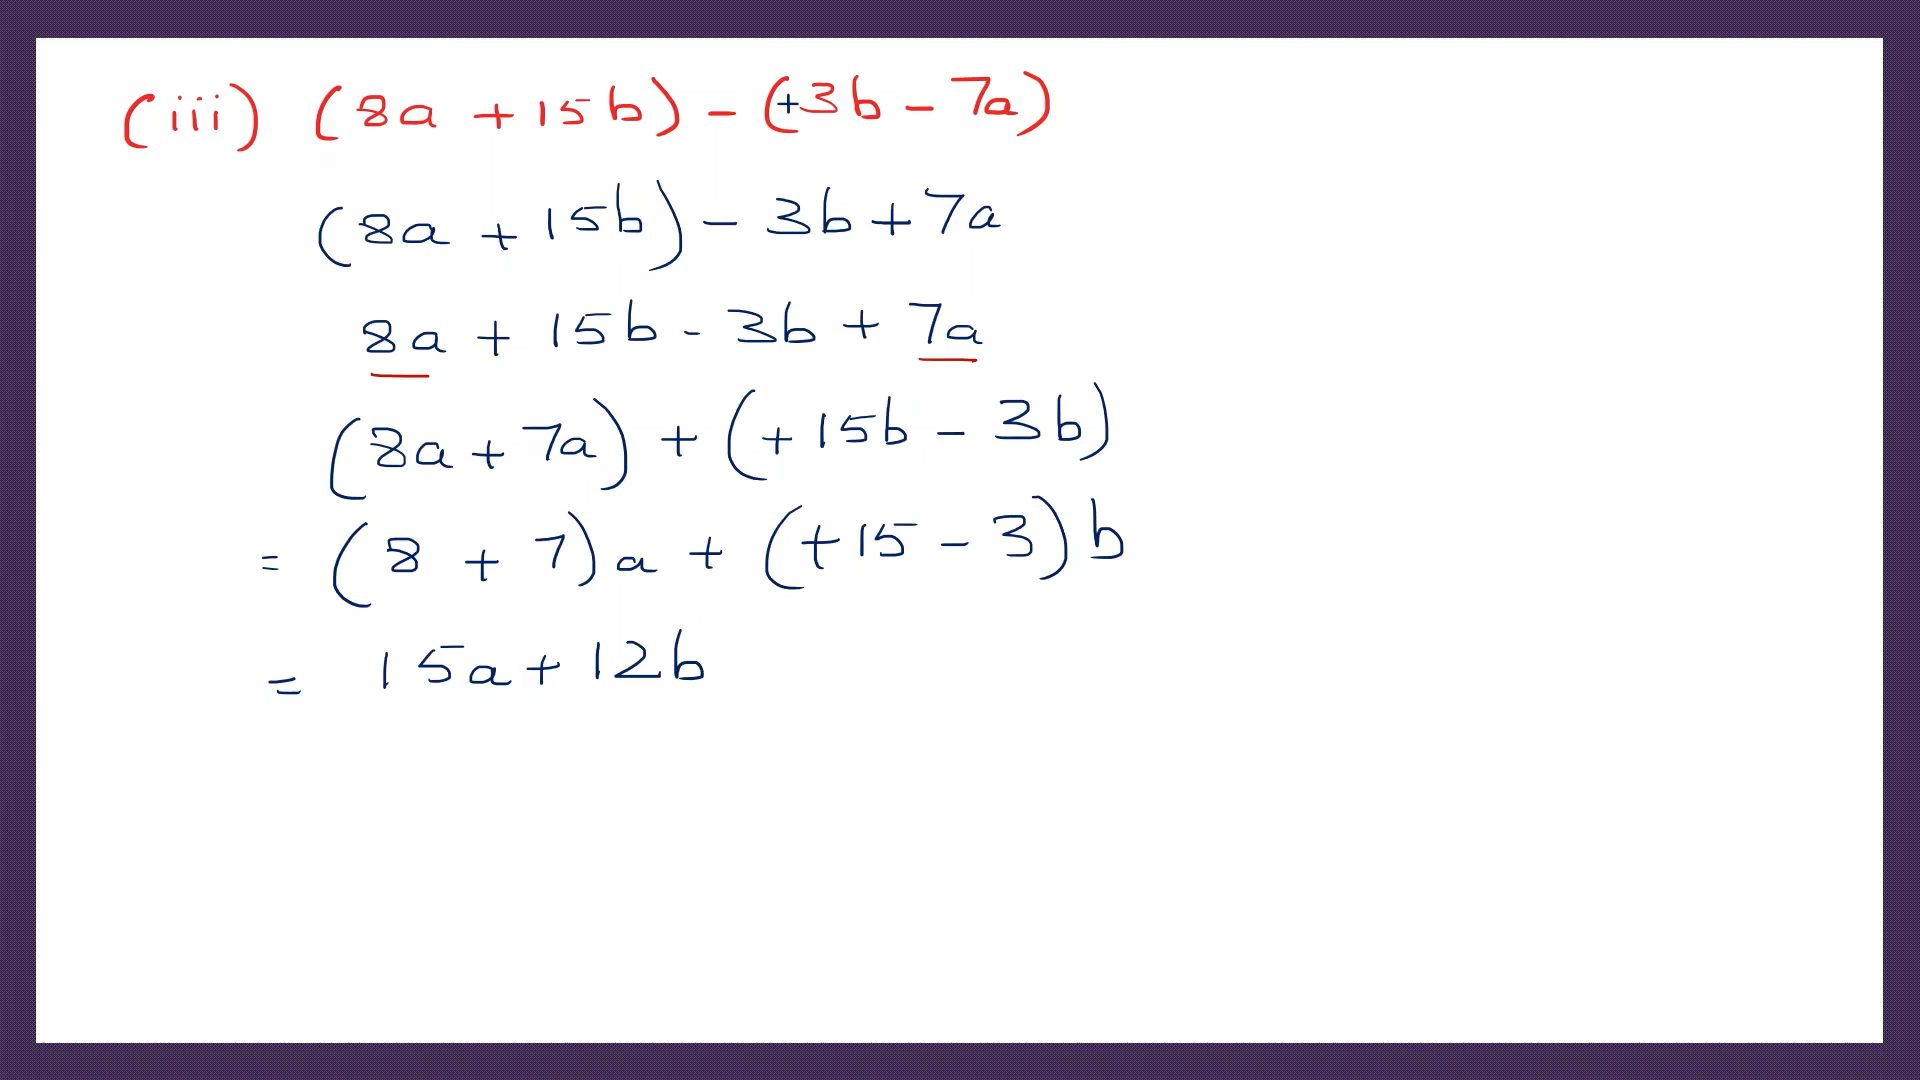 (iii) (8a + 15b) - (+3b - 7a)
(8a + 15b) - 3b + 7a
8a + 15b - 3b + 7a
(8a + 7a) + (+ 15b - 3b)
= (8 + 7)a + (+15 - 3)b
= 15a + 12b